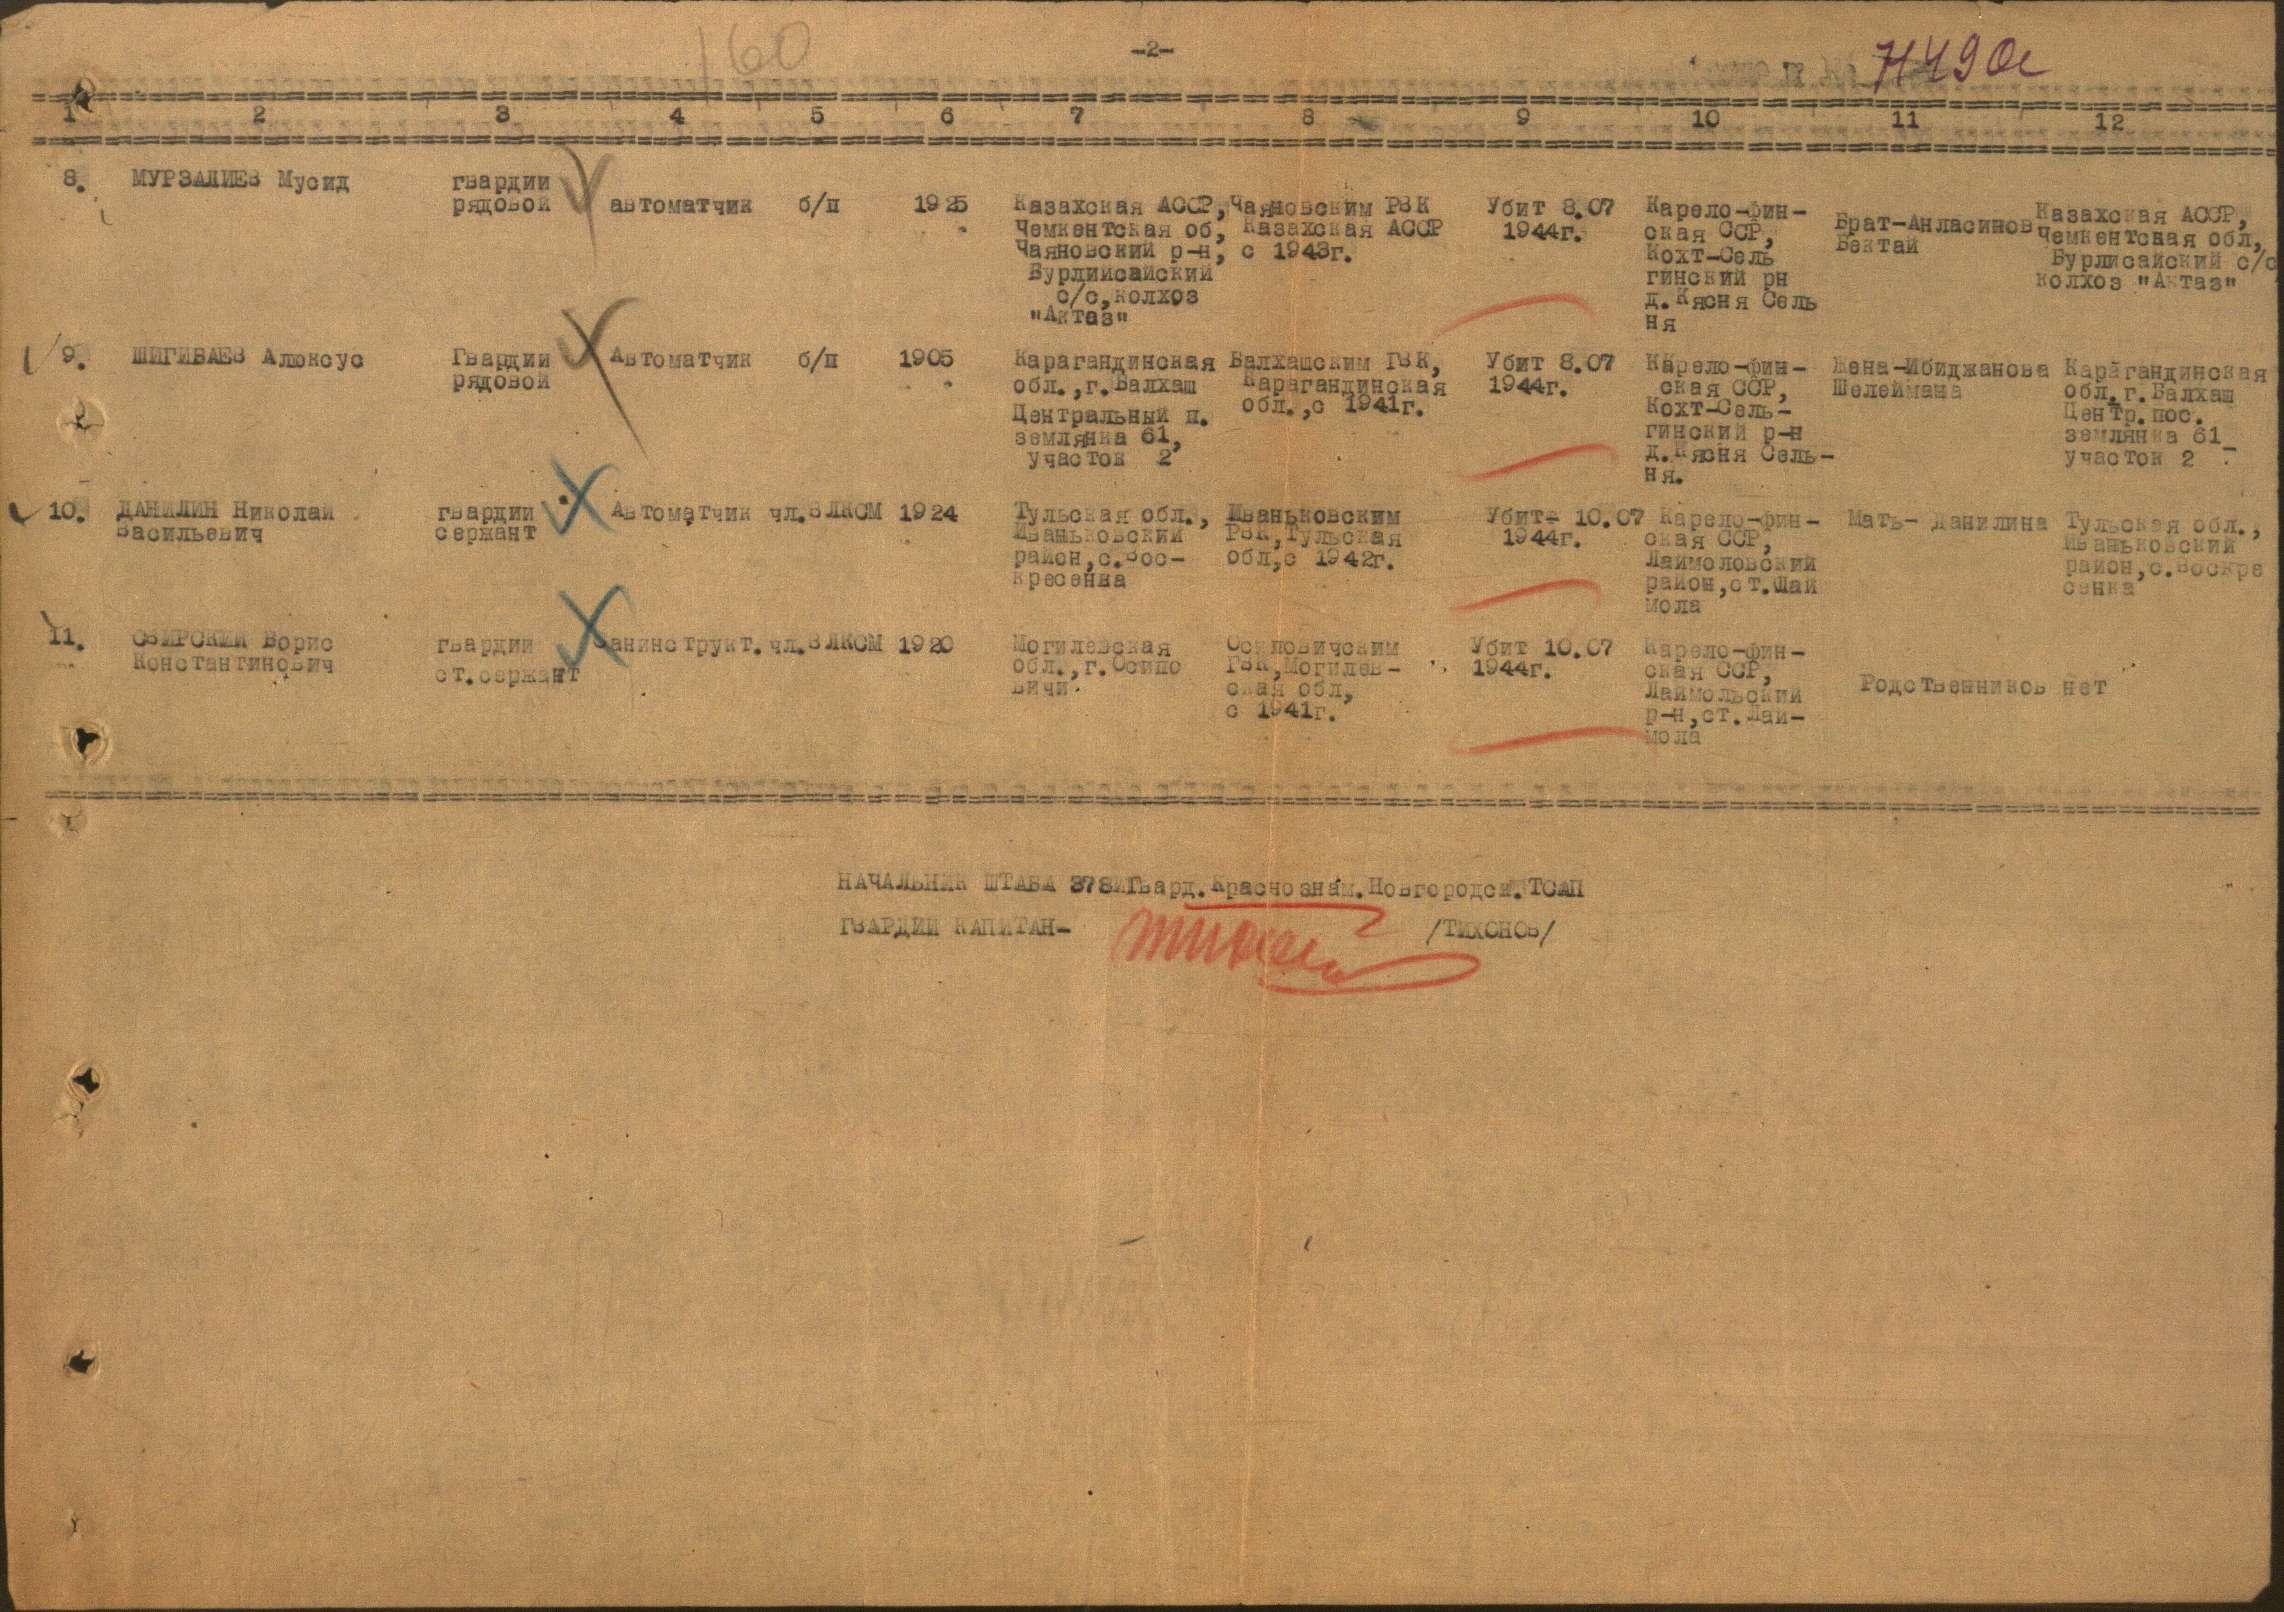 160
-2-
7449 ос
1 2 3 4 5 6 7 8 9 10 11 12
8. МУРЗАЛИЕВ Мусид
гвардии
рядовой
автоматчик
б/п
1925
Казахская АССР,
Чемкентская об,
Чаяновский р-н,
Бурлийсайский
с/с, колхоз
"Актаз"
Чаяновским РВК
Казахская АССР
с 1943г.
Убит 8.07
1944г.
Карело-фин-
ская ССР,
Кохт-Сель
гинский рн
д.Кясня Сель
ня
Брат-Анласинов
Бектай
Казахская АССР,
Чемкентская обл,
Бурлисайский с/с
колхоз "Актаз"
9. ШИГИБАЕВ Алюксус
Гвардии
рядовой
Автоматчик
б/п
1905
Карагандинская
обл.,г.Балхаш
Центральный п.
землянка 61,
участок 2
Балхашским ГВК,
Карагандинская
обл.,с 1941г.
Убит 8.07
1944г.
Карело-фин-
ская ССР,
Кохт-Сель-
гинский р-н
д.Кясня Сель-
ня.
Жена-Ибиджанова
Шелеймаша
Карагандинская
обл.г.Балхаш
Центр.пос.
землянка 61_
участок 2
10. ДАНИЛИН Николай
Васильевич
гвардии
сержант
Автоматчик
чл.ВЛКСМ
1924
Тульская обл.,
Иваньковский
район,с.Вос-
кресенка
Иваньковским
РВК,Тульская
обл,с 1942г.
Убит- 10.07
1944г.
Карело-фин-
ская ССР,
Лаймоловский
район,ст.Лай
мола
Мать- Данилина
Тульская обл.,
Иваньковский
район,с.Воскре
сенка
11. СВИРСКИЙ Борис
Константинович
гвардии
ст.сержант
Санинструкт.
чл.ВЛКСМ
1920
Могилевская
обл.,г.Осипо
вичи
Осиповичским
ГВК,Могилев-
ская обл,
с 1941г.
Убит 10.07
1944г.
Карело-фин-
ская ССР,
Лаймольский
р-н,ст.Лай-
мола
Родственников нет
НАЧАЛЬНИК ШТАБА 378 Гвард.Краснознам.Новгородск.ТСАП
ГВАРДИИ КАПИТАН-
/ТИХОНОВ/